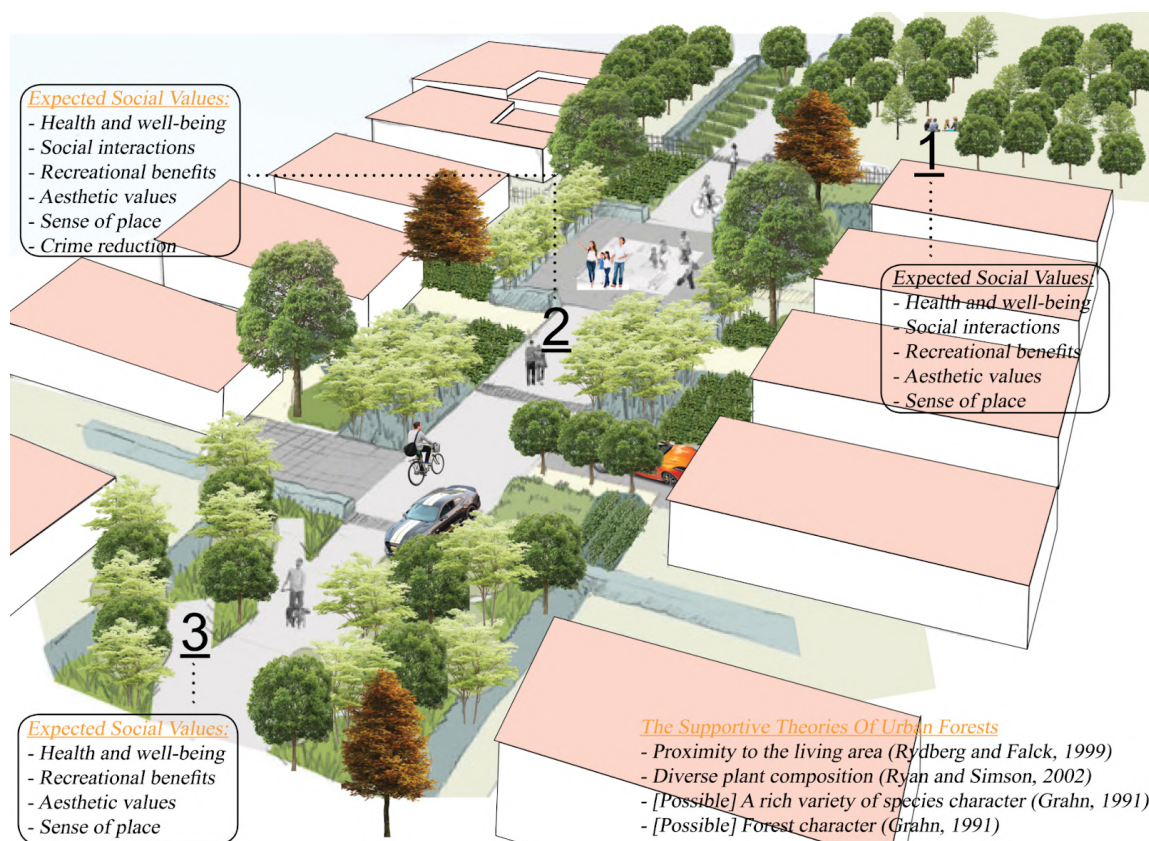 Expected Social Values:
- Health and well-being
- Social interactions
- Recreational benefits
- Aesthetic values
- Sense of place
- Crime reduction
1
Expected Social Values:
- Health and well-being
- Social interactions
- Recreational benefits
- Aesthetic values
- Sense of place
2
3
Expected Social Values:
- Health and well-being
- Recreational benefits
- Aesthetic values
- Sense of place
The Supportive Theories Of Urban Forests
- Proximity to the living area (Rydberg and Falck, 1999)
- Diverse plant composition (Ryan and Simson, 2002)
- [Possible] A rich variety of species character (Grahn, 1991)
- [Possible] Forest character (Grahn, 1991)